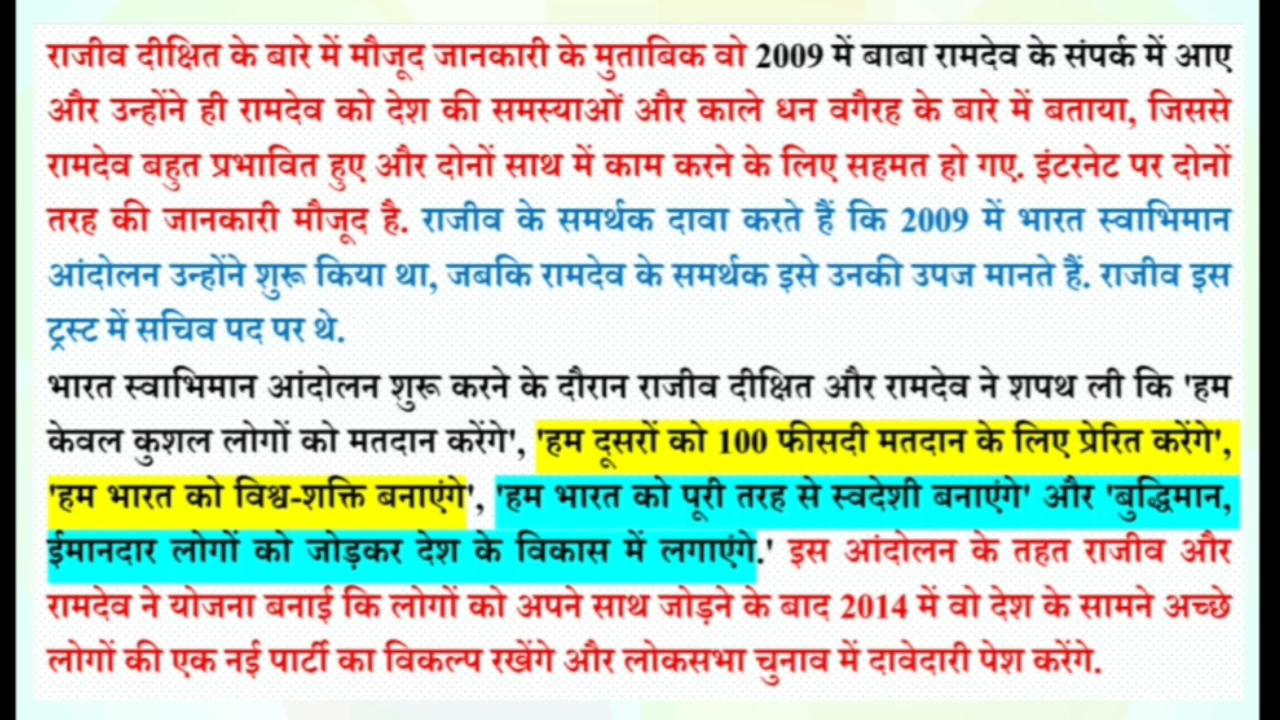 राजीव दीक्षित के बारे में मौजूद जानकारी के मुताबिक वो 2009 में बाबा रामदेव के संपर्क में आए
और उन्होंने ही रामदेव को देश की समस्याओं और काले धन वगैरह के बारे में बताया, जिससे
रामदेव बहुत प्रभावित हुए और दोनों साथ में काम करने के लिए सहमत हो गए. इंटरनेट पर दोनों
तरह की जानकारी मौजूद है. राजीव के समर्थक दावा करते हैं कि 2009 में भारत स्वाभिमान
आंदोलन उन्होंने शुरू किया था, जबकि रामदेव के समर्थक इसे उनकी उपज मानते हैं. राजीव इस
ट्रस्ट में सचिव पद पर थे.
भारत स्वाभिमान आंदोलन शुरू करने के दौरान राजीव दीक्षित और रामदेव ने शपथ ली कि 'हम
केवल कुशल लोगों को मतदान करेंगे', 'हम दूसरों को 100 फीसदी मतदान के लिए प्रेरित करेंगे',
'हम भारत को विश्व-शक्ति बनाएंगे', 'हम भारत को पूरी तरह से स्वदेशी बनाएंगे' और 'बुद्धिमान,
ईमानदार लोगों को जोड़कर देश के विकास में लगाएंगे.' इस आंदोलन के तहत राजीव और
रामदेव ने योजना बनाई कि लोगों को अपने साथ जोड़ने के बाद 2014 में वो देश के सामने अच्छे
लोगों की एक नई पार्टी का विकल्प रखेंगे और लोकसभा चुनाव में दावेदारी पेश करेंगे.